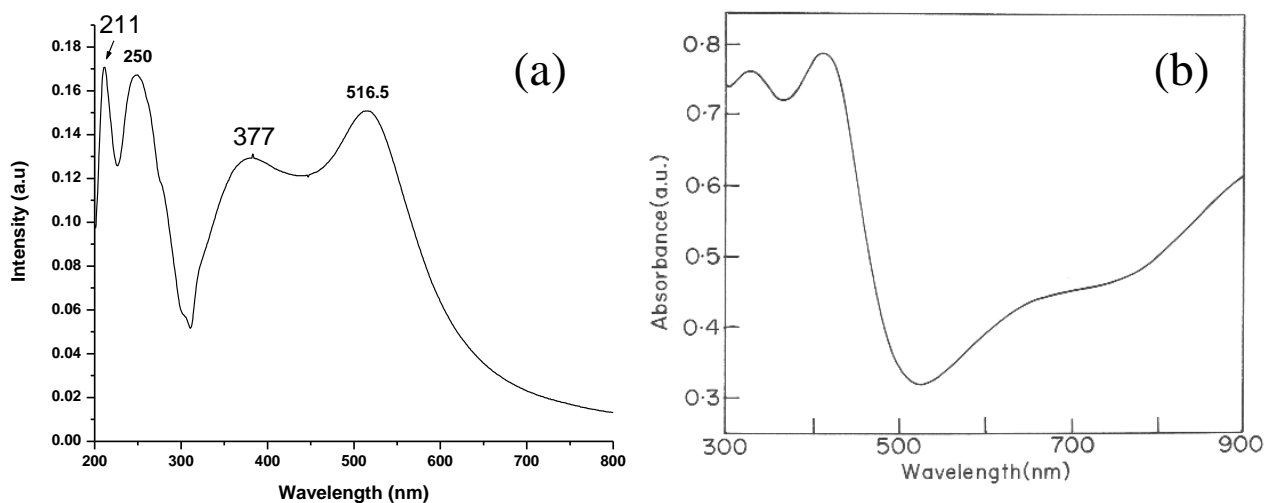 211
250
377
516.5
(a)
0.18
0.16
0.14
0.12
0.10
0.08
0.06
0.04
0.02
0.00
Intensity (a.u)
200 300 400 500 600 700 800
Wavelength (nm)
(b)
0·8
0·7
0·6
0·5
0·4
0·3
Absorbance(a.u.)
300 500 700 900
Wavelength(nm)